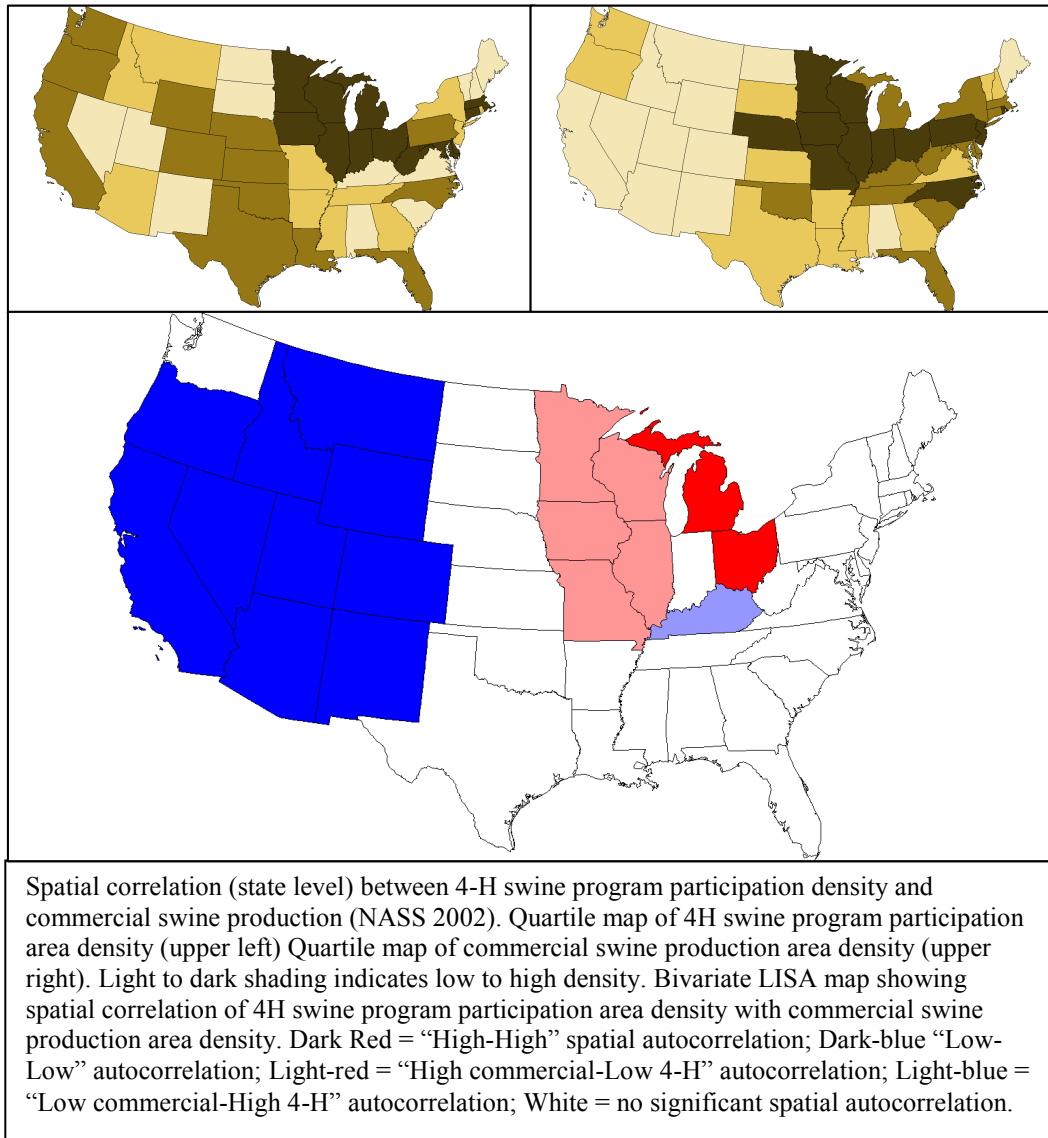 Spatial correlation (state level) between 4-H swine program participation density and
commercial swine production (NASS 2002). Quartile map of 4H swine program participation
area density (upper left) Quartile map of commercial swine production area density (upper
right). Light to dark shading indicates low to high density. Bivariate LISA map showing
spatial correlation of 4H swine program participation area density with commercial swine
production area density. Dark Red = “High-High” spatial autocorrelation; Dark-blue “Low-
Low” autocorrelation; Light-red = “High commercial-Low 4-H” autocorrelation; Light-blue =
“Low commercial-High 4-H” autocorrelation; White = no significant spatial autocorrelation.